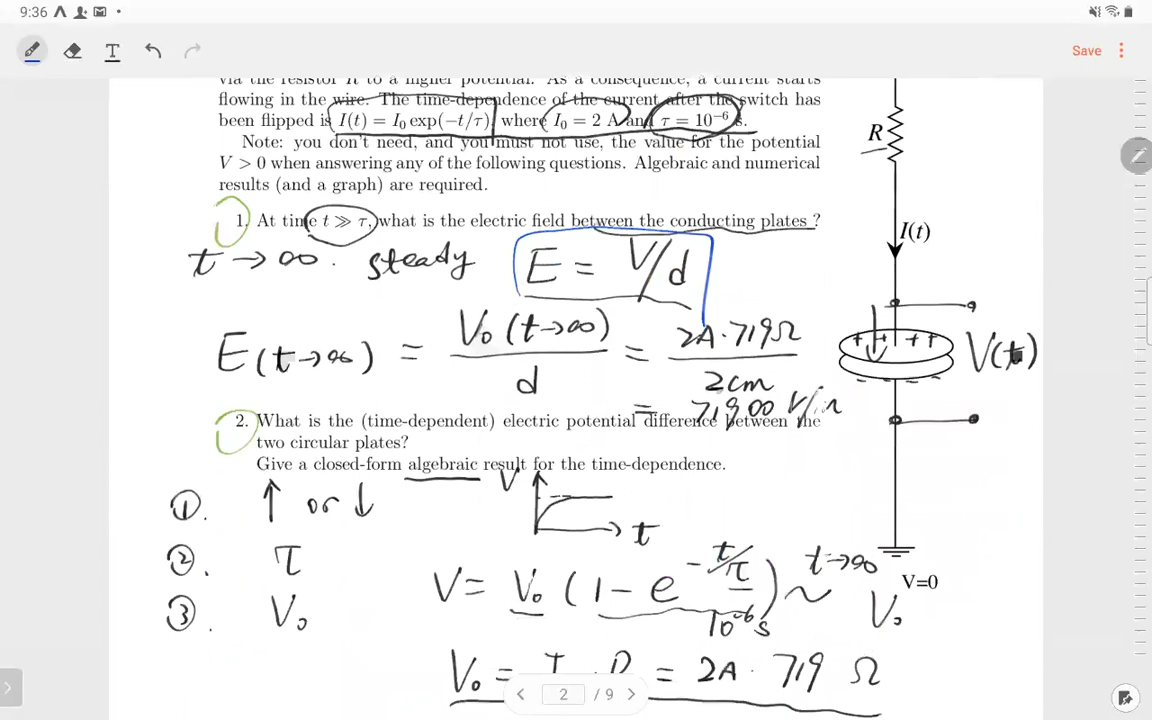 9:36
T
Save
via the resistor R to a higher potential. As a consequence, a current starts
flowing in the wire. The time-dependence of the current after the switch has
been flipped is I(t) = I₀ exp(−t/τ), where I₀ = 2 A and τ = 10⁻⁶ s.
Note: you don't need, and you must not use, the value for the potential
V > 0 when answering any of the following questions. Algebraic and numerical
results (and a graph) are required.
R
1. At time t ≫ τ, what is the electric field between the conducting plates ?
I(t)
t → ∞. steady E = V/d
E(t→∞) = V₀(t→∞) / d = 2A·719Ω / 2cm
V(t)
= 71900 V/m
2. What is the (time-dependent) electric potential difference between the
two circular plates?
Give a closed-form algebraic result for the time-dependence.
①. ↑ or ↓
V
t
②. τ
③. V₀
V = V₀ (1 − e^(−t/τ)) ~ t→∞ V₀
10⁻⁶s
V=0
V₀ = I R = 2A · 719 Ω
2 / 9